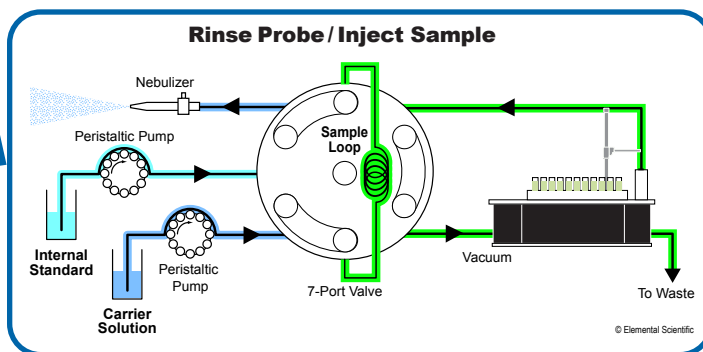 Rinse Probe / Inject Sample
Nebulizer
Peristaltic Pump
Sample
Loop
Internal
Standard
Peristaltic
Pump
Carrier
Solution
7-Port Valve
Vacuum
To Waste
© Elemental Scientific